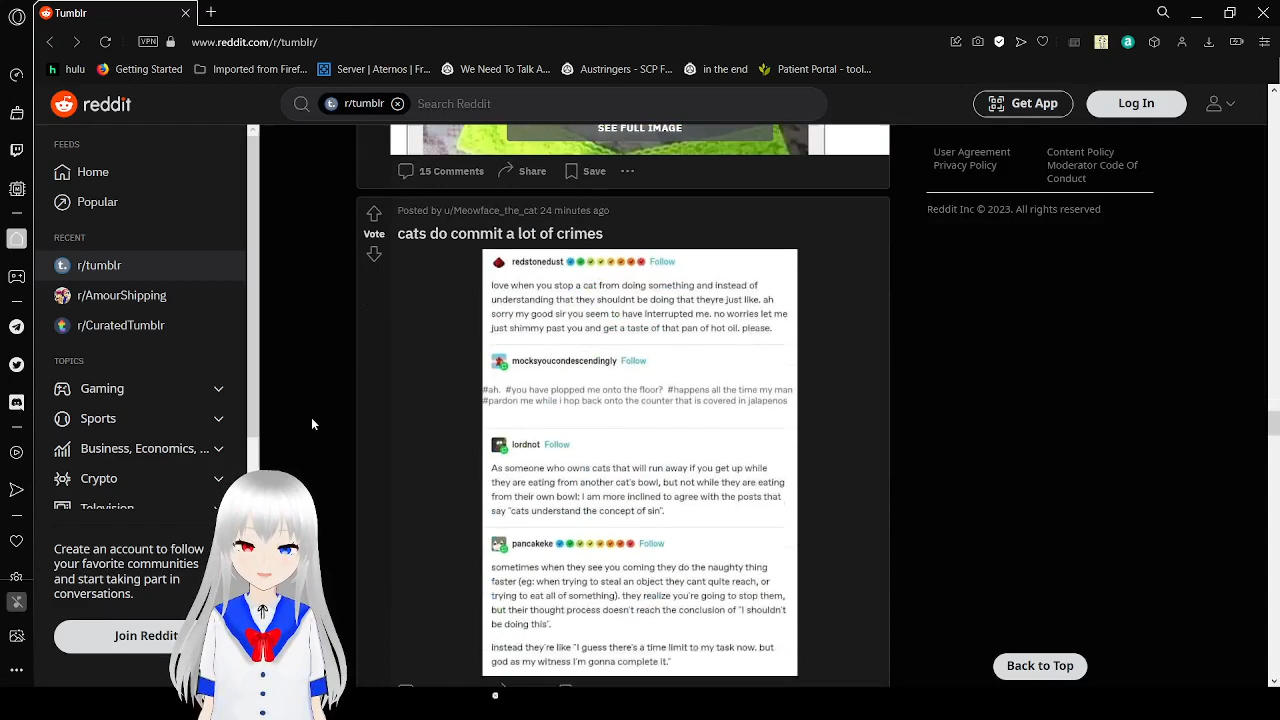 Tumblr
VPN
www.reddit.com/r/tumblr/
hulu
Getting Started
Imported from Firef...
Server | Aternos | Fr...
We Need To Talk A...
Austringers - SCP F...
in the end
Patient Portal - tool...
reddit
r/tumblr
Search Reddit
Get App
Log In
FEEDS
Home
Popular
RECENT
r/tumblr
r/AmourShipping
r/CuratedTumblr
TOPICS
Gaming
Sports
Business, Economics, ...
Crypto
Television
Create an account to follow
your favorite communities
and start taking part in
conversations.
Join Reddit
SEE FULL IMAGE
15 Comments
Share
Save
Posted by u/Meowface_the_cat 24 minutes ago
Vote
cats do commit a lot of crimes
redstonedust Follow
love when you stop a cat from doing something and instead of
understanding that they shouldnt be doing that theyre just like. ah
sorry my good sir you seem to have interrupted me. no worries let me
just shimmy past you and get a taste of that pan of hot oil. please.
mocksyoucondescendingly Follow
#ah. #you have plopped me onto the floor? #happens all the time my man
#pardon me while i hop back onto the counter that is covered in jalapenos
lordnot Follow
As someone who owns cats that will run away if you get up while
they are eating from another cat's bowl, but not while they are eating
from their own bowl: I am more inclined to agree with the posts that
say "cats understand the concept of sin".
pancakeke Follow
sometimes when they see you coming they do the naughty thing
faster (eg: when trying to steal an object they cant quite reach, or
trying to eat all of something). they realize you're going to stop them,
but their thought process doesn't reach the conclusion of "I shouldn't
be doing this".
instead they're like "I guess there's a time limit to my task now. but
god as my witness I'm gonna complete it."
User Agreement
Privacy Policy
Content Policy
Moderator Code Of
Conduct
Reddit Inc © 2023. All rights reserved
Back to Top